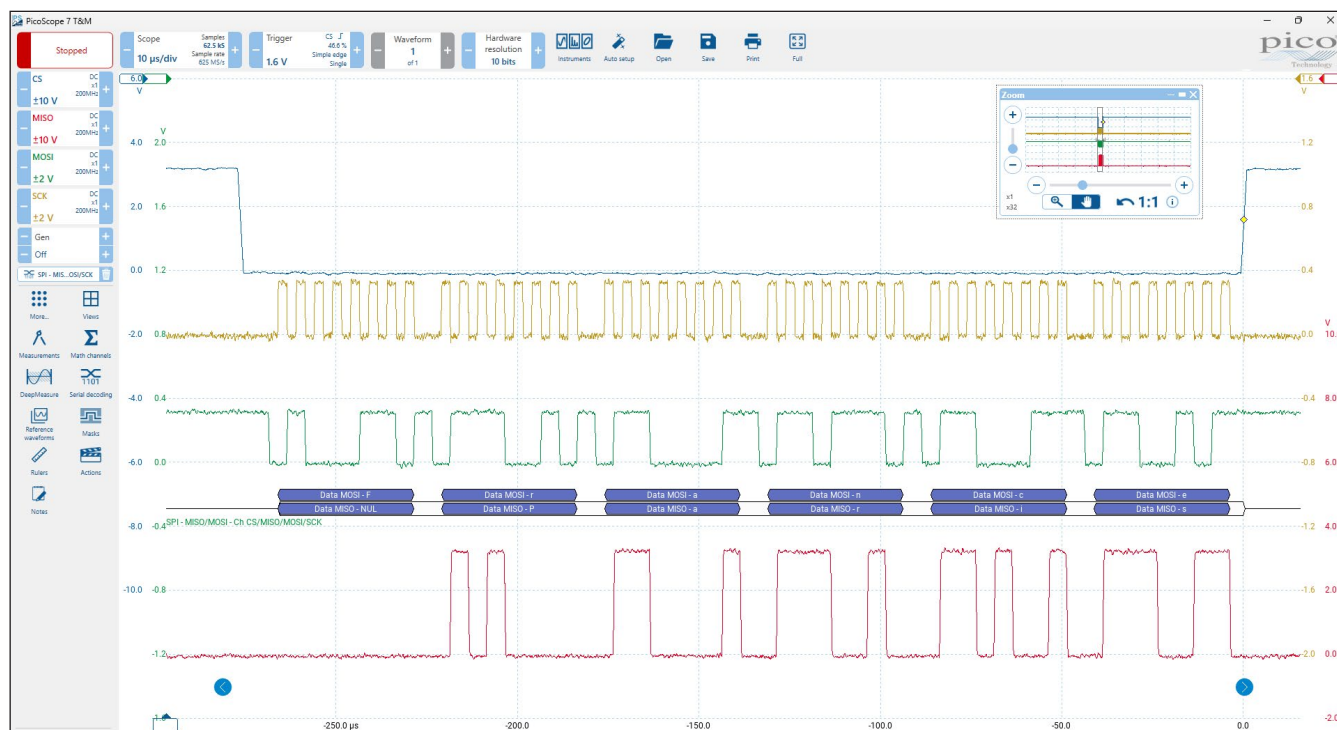 PicoScope 7 T&M
Stopped
Scope
10 µs/div
Samples
62.5 kS
Sample rate
625 MS/s
Trigger
1.6 V
CS
46.6 %
Simple edge
Single
Waveform
1
of 1
Hardware
resolution
10 bits
Instruments
Auto setup
Open
Save
Print
Full
pico
Technology
CS
DC
x1
200MHz
±10 V
MISO
DC
x1
200MHz
±10 V
MOSI
DC
x1
200MHz
±2 V
SCK
DC
x1
200MHz
±2 V
Gen
Off
SPI - MIS...OSI/SCK
More...
Views
Measurements
Math channels
DeepMeasure
Serial decoding
Reference
waveforms
Masks
Rulers
Actions
Notes
6.0
V
4.0
2.0
0.0
-2.0
-4.0
-6.0
-8.0
-10.0
V
2.0
1.6
1.2
0.8
0.4
0.0
-0.4
-0.8
-1.2
Zoom
x1
x32
1:1
1.6
V
1.2
0.8
0.4
0.0
-0.4
-0.8
-1.2
-1.6
-2.0
V
10.
8.0
6.0
4.0
2.0
0.0
-2.0
Data MOSI - F
Data MOSI - r
Data MOSI - a
Data MOSI - n
Data MOSI - c
Data MOSI - e
Data MISO - NUL
Data MISO - P
Data MISO - a
Data MISO - r
Data MISO - i
Data MISO - s
SPI - MISO/MOSI - Ch CS/MISO/MOSI/SCK
-250.0 µs
-200.0
-150.0
-100.0
-50.0
0.0